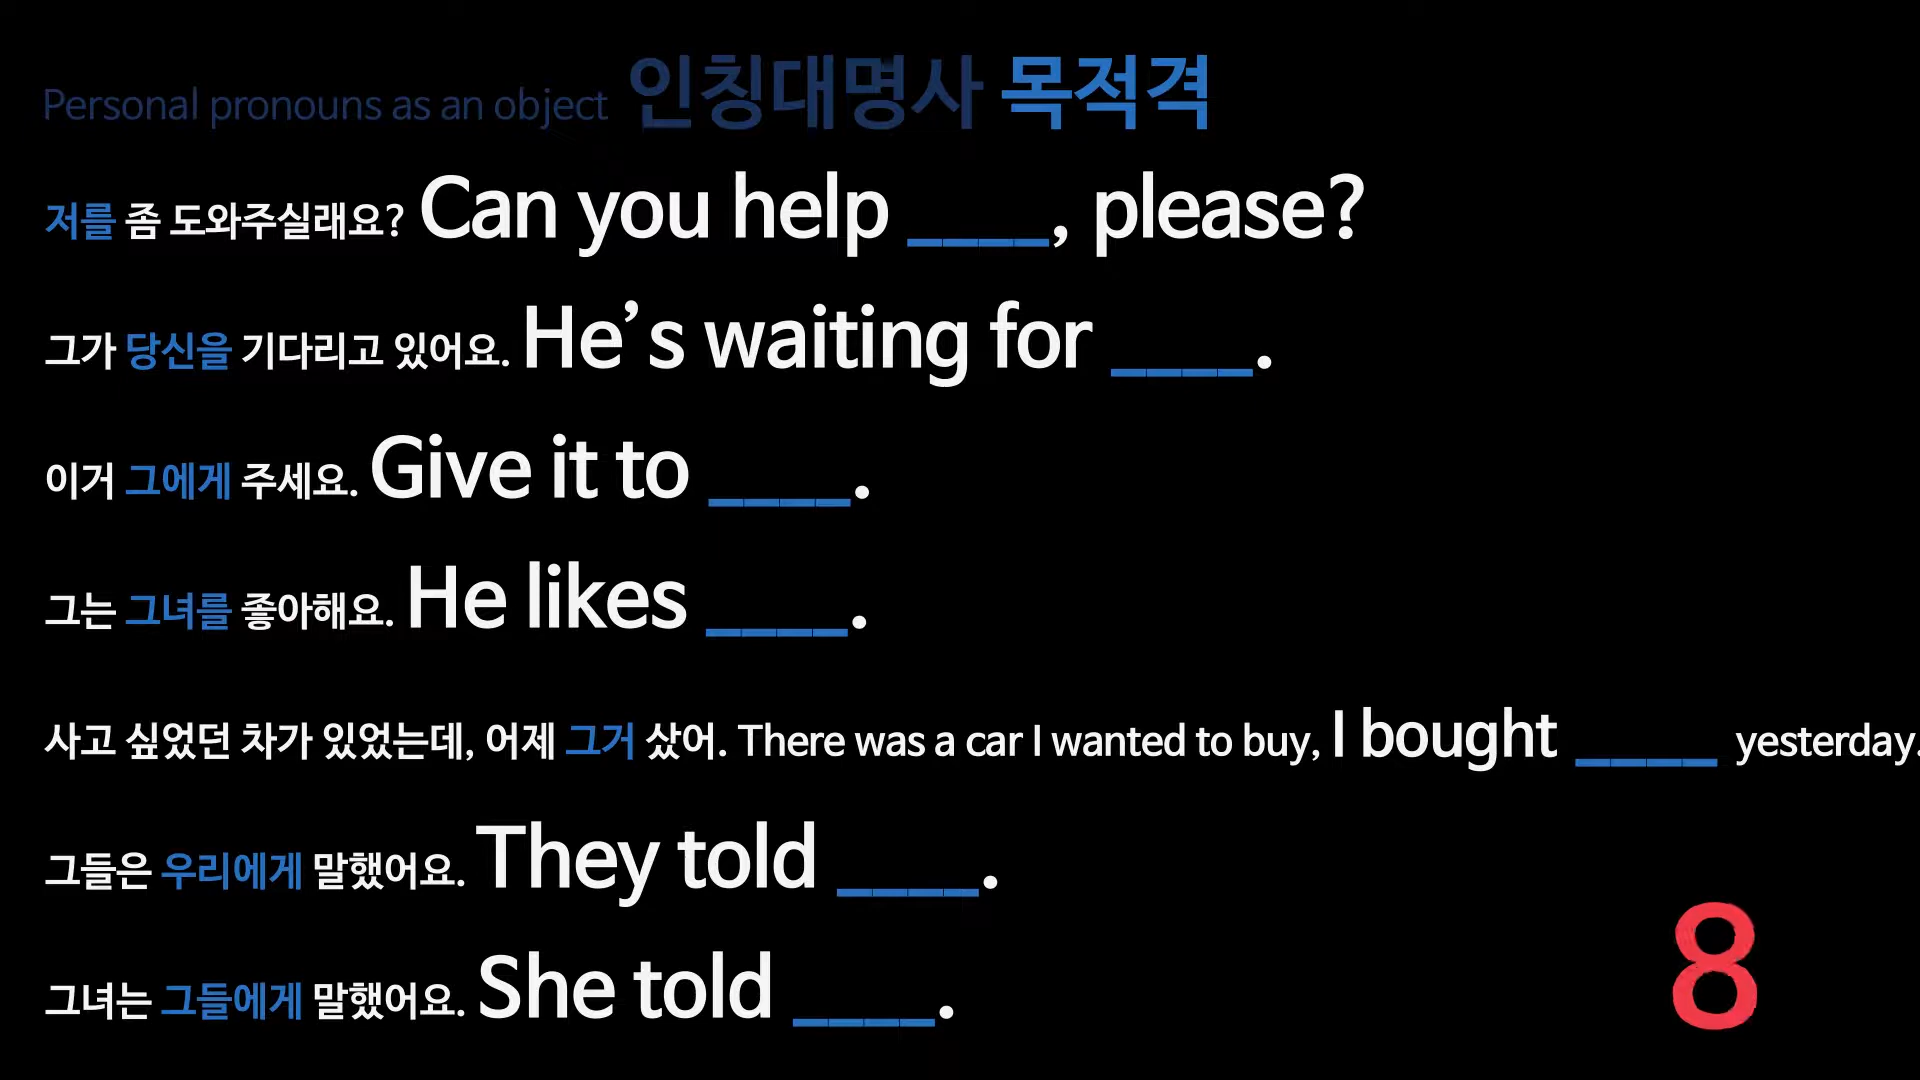 Personal pronouns as an object 인칭대명사 목적격
저를 좀 도와주실래요? Can you help ____, please?
그가 당신을 기다리고 있어요. He's waiting for ____.
이거 그에게 주세요. Give it to ____.
그는 그녀를 좋아해요. He likes ____.
사고 싶었던 차가 있었는데, 어제 그거 샀어. There was a car I wanted to buy, I bought ____ yesterday.
그들은 우리에게 말했어요. They told ____.
그녀는 그들에게 말했어요. She told ____.
8